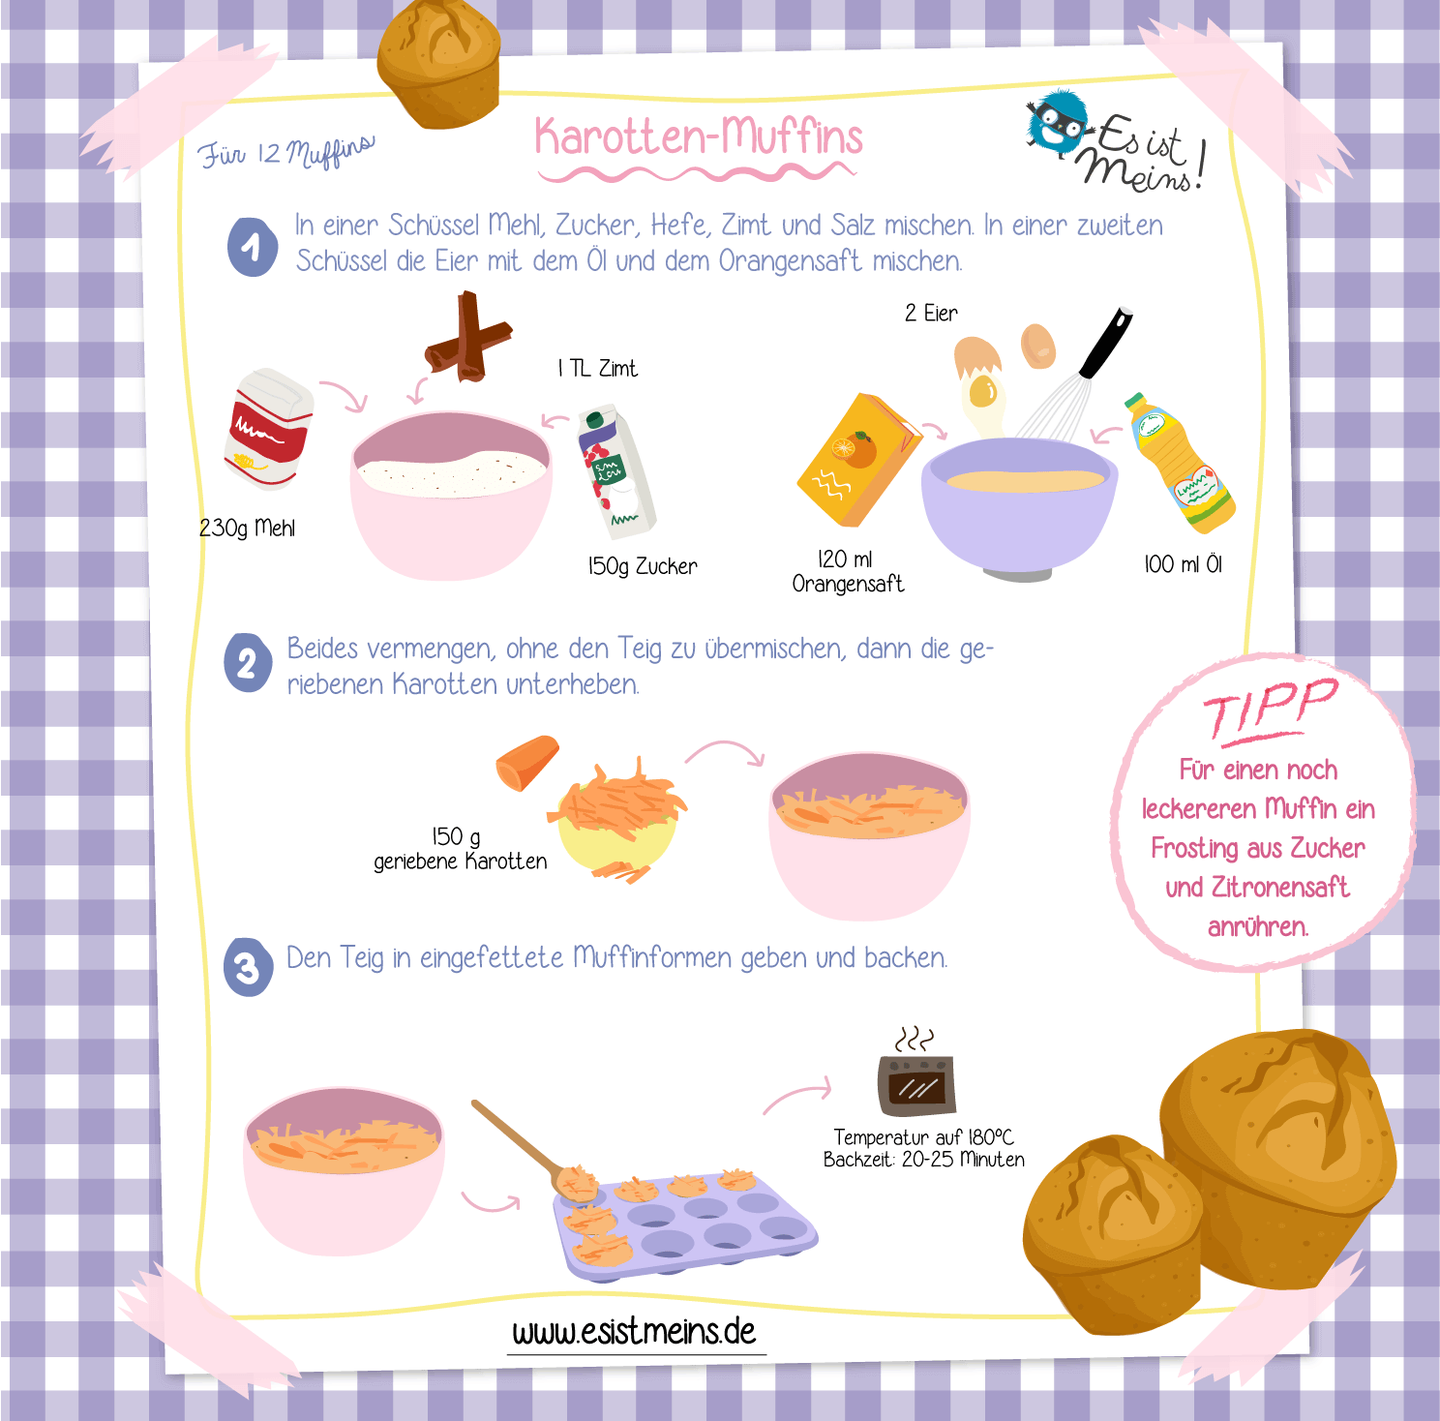 Für 12 Muffins
Karotten-Muffins
Es ist
Meins!
1
In einer Schüssel Mehl, Zucker, Hefe, Zimt und Salz mischen. In einer zweiten
Schüssel die Eier mit dem Öl und dem Orangensaft mischen.
2 Eier
1 TL Zimt
230g Mehl
150g Zucker
120 ml
Orangensaft
100 ml Öl
2
Beides vermengen, ohne den Teig zu übermischen, dann die ge-
riebenen Karotten unterheben.
TIPP
Für einen noch
leckereren Muffin ein
Frosting aus Zucker
und Zitronensaft
anrühren.
150 g
geriebene Karotten
3
Den Teig in eingefettete Muffinformen geben und backen.
Temperatur auf 180ºC
Backzeit: 20-25 Minuten
www.esistmeins.de